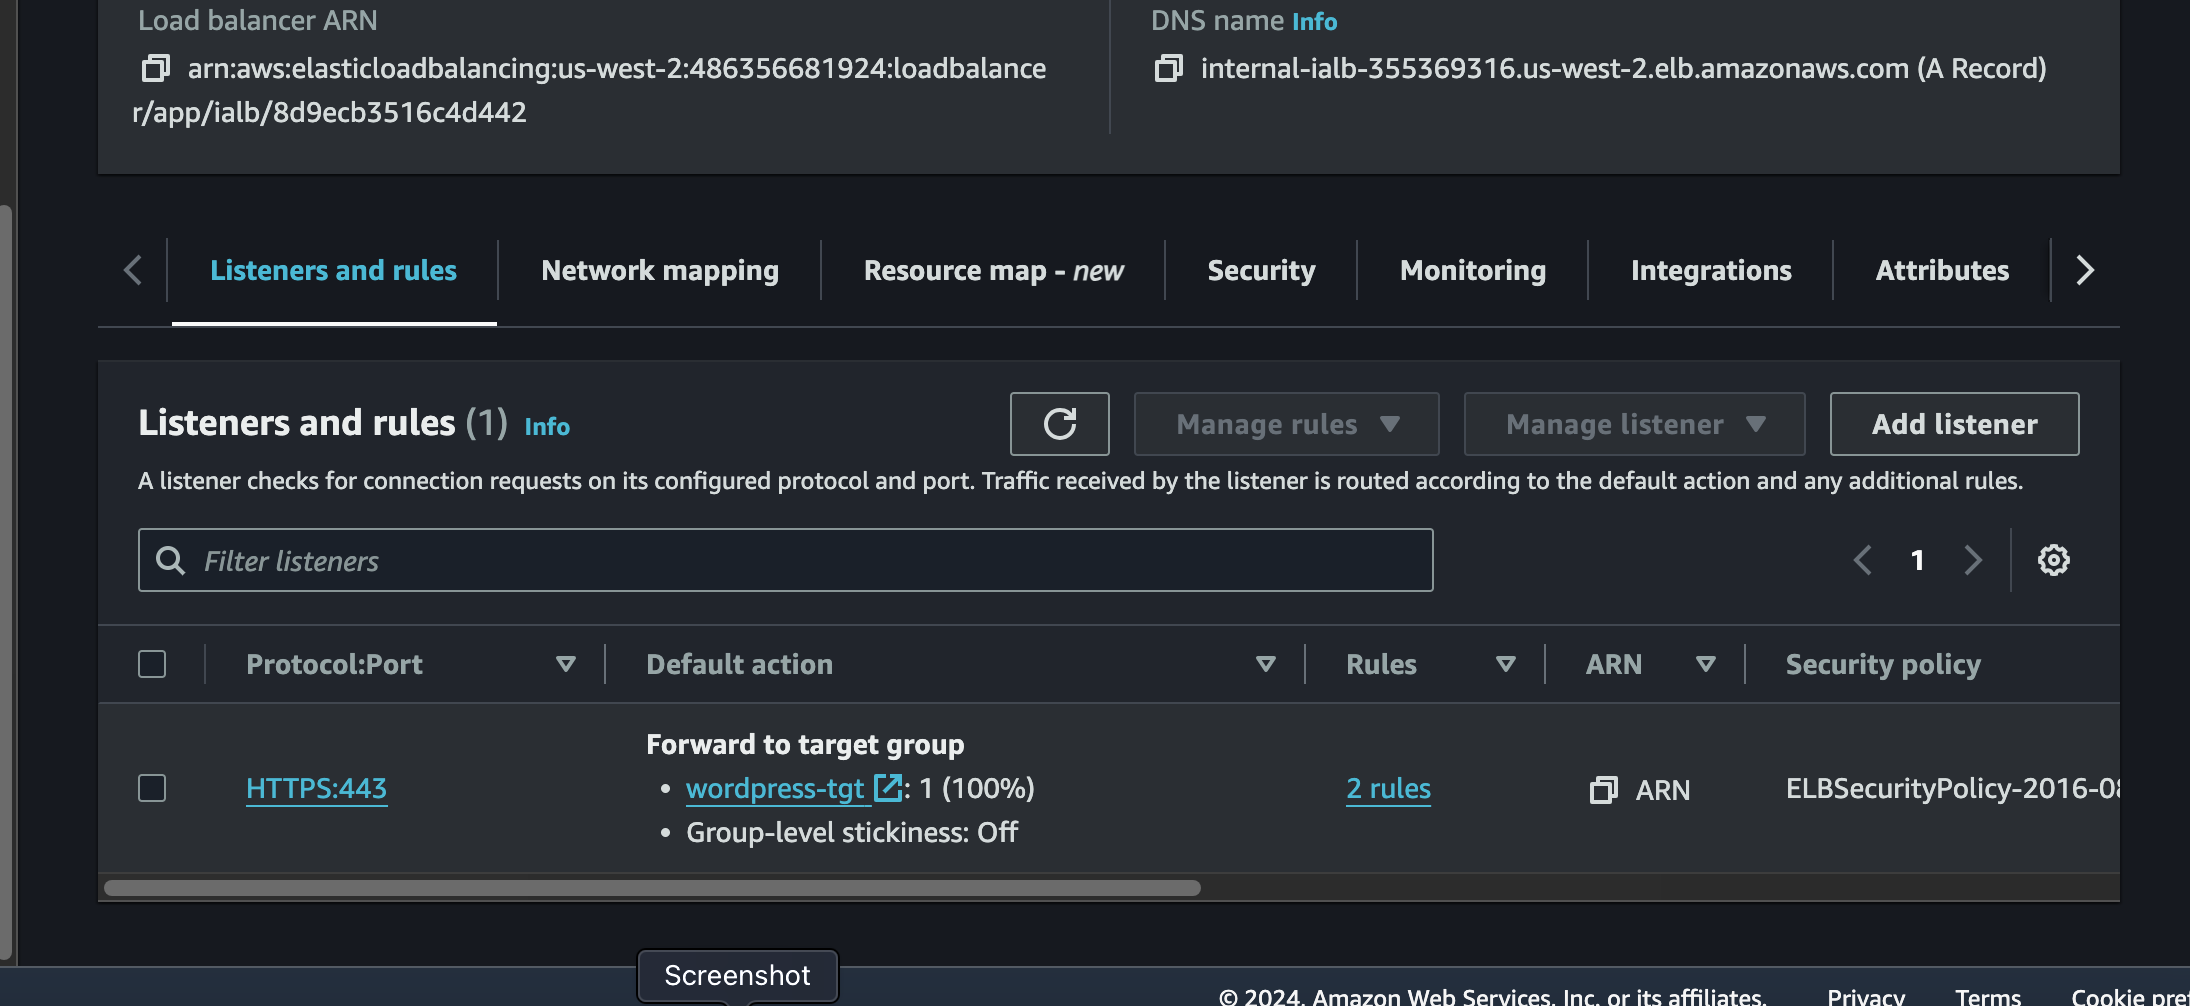 Load balancer ARN
arn:aws:elasticloadbalancing:us-west-2:486356681924:loadbalance
r/app/ialb/8d9ecb3516c4d442
DNS name Info
internal-ialb-355369316.us-west-2.elb.amazonaws.com (A Record)
Listeners and rules
Network mapping
Resource map - new
Security
Monitoring
Integrations
Attributes
Listeners and rules (1) Info
Manage rules
Manage listener
Add listener
A listener checks for connection requests on its configured protocol and port. Traffic received by the listener is routed according to the default action and any additional rules.
Filter listeners
1
Protocol:Port
Default action
Rules
ARN
Security policy
HTTPS:443
Forward to target group
• wordpress-tgt : 1 (100%)
• Group-level stickiness: Off
2 rules
ARN
ELBSecurityPolicy-2016-08
Screenshot
© 2024, Amazon Web Services, Inc. or its affiliates.
Privacy
Terms
Cookie pre